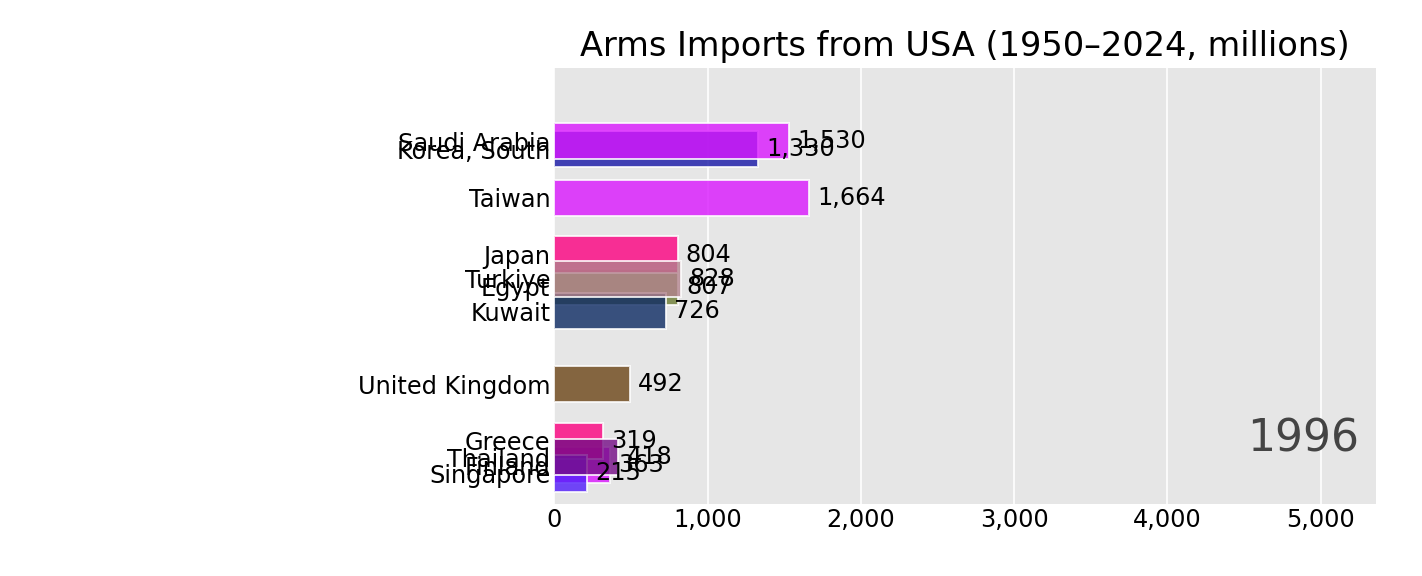 Arms Imports from USA (1950–2024, millions)
Saudi Arabia 1,530
Korea, South 1,330
Taiwan 1,664
Japan 804
Turkiye 828
Egypt 807
Kuwait 726
United Kingdom 492
Greece 319
Thailand 418
Finland 363
Singapore 215
1996
0 1,000 2,000 3,000 4,000 5,000